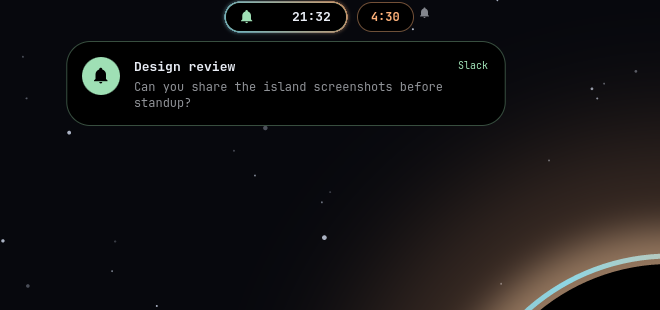 21:32
4:30
Design review
Slack
Can you share the island screenshots before
standup?